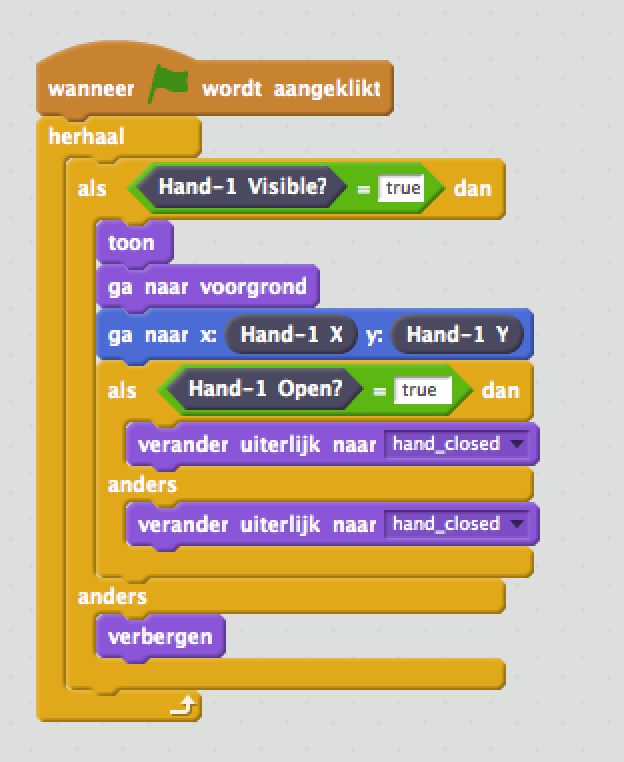 wanneer wordt aangeklikt
herhaal
als Hand-1 Visible? = true dan
toon
ga naar voorgrond
ga naar x: Hand-1 X y: Hand-1 Y
als Hand-1 Open? = true dan
verander uiterlijk naar hand_closed
anders
verander uiterlijk naar hand_closed
anders
verbergen